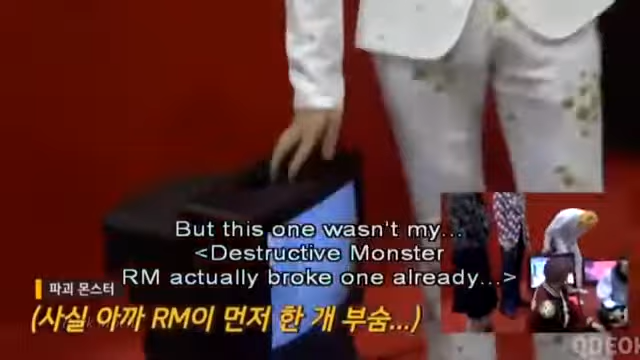 But this one wasn't my...
<Destructive Monster
RM actually broke one already...>
파괴 몬스터
(사실 아까 RM이 먼저 한 개 부숨...)